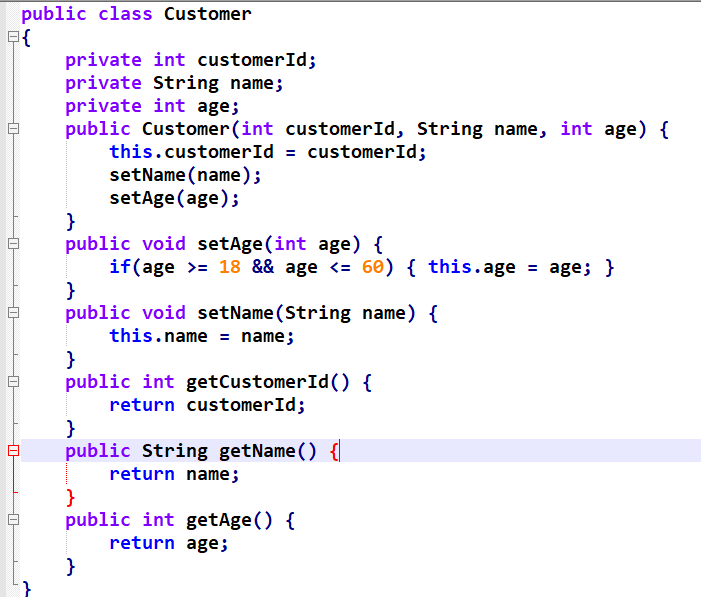 public class Customer
{
    private int customerId;
    private String name;
    private int age;
    public Customer(int customerId, String name, int age) {
        this.customerId = customerId;
        setName(name);
        setAge(age);
    }
    public void setAge(int age) {
        if(age >= 18 && age <= 60) { this.age = age; }
    }
    public void setName(String name) {
        this.name = name;
    }
    public int getCustomerId() {
        return customerId;
    }
    public String getName() {
        return name;
    }
    public int getAge() {
        return age;
    }
}